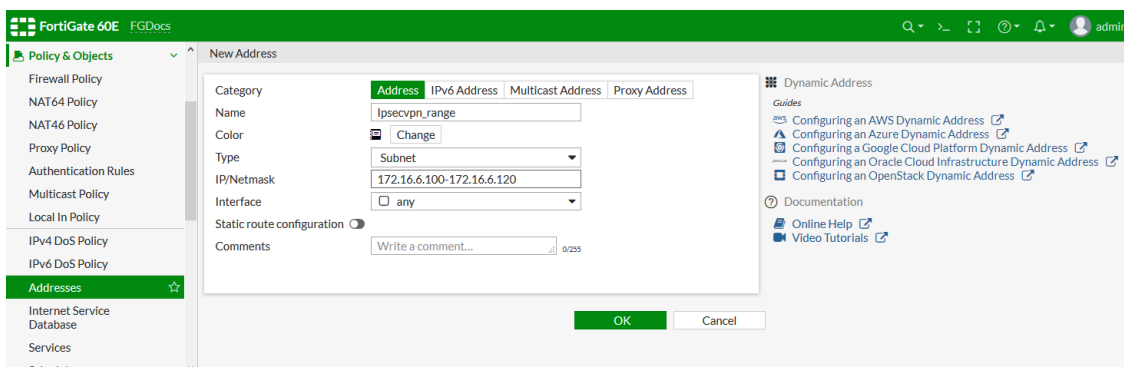 FortiGate 60E FGDocs
admin
Policy & Objects
Firewall Policy
NAT64 Policy
NAT46 Policy
Proxy Policy
Authentication Rules
Multicast Policy
Local In Policy
IPv4 DoS Policy
IPv6 DoS Policy
Addresses
Internet Service
Database
Services
New Address
Category Address IPv6 Address Multicast Address Proxy Address
Name Ipsecvpn_range
Color Change
Type Subnet
IP/Netmask 172.16.6.100-172.16.6.120
Interface any
Static route configuration
Comments Write a comment... 0/255
OK Cancel
Dynamic Address
Guides
aws Configuring an AWS Dynamic Address
Configuring an Azure Dynamic Address
Configuring a Google Cloud Platform Dynamic Address
Configuring an Oracle Cloud Infrastructure Dynamic Address
Configuring an OpenStack Dynamic Address
Documentation
Online Help
Video Tutorials